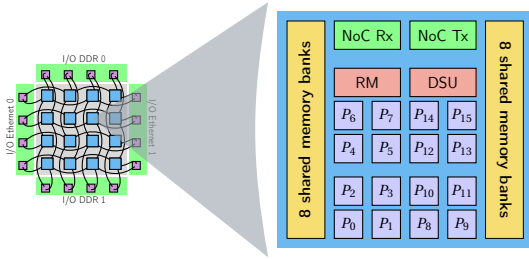 I/O DDR 0
I/O Ethernet 0
I/O Ethernet 1
I/O DDR 1
8 shared memory banks
NoC Rx NoC Tx
RM DSU
P6 P7 P14 P15
P4 P5 P12 P13
P2 P3 P10 P11
P0 P1 P8 P9
8 shared memory banks